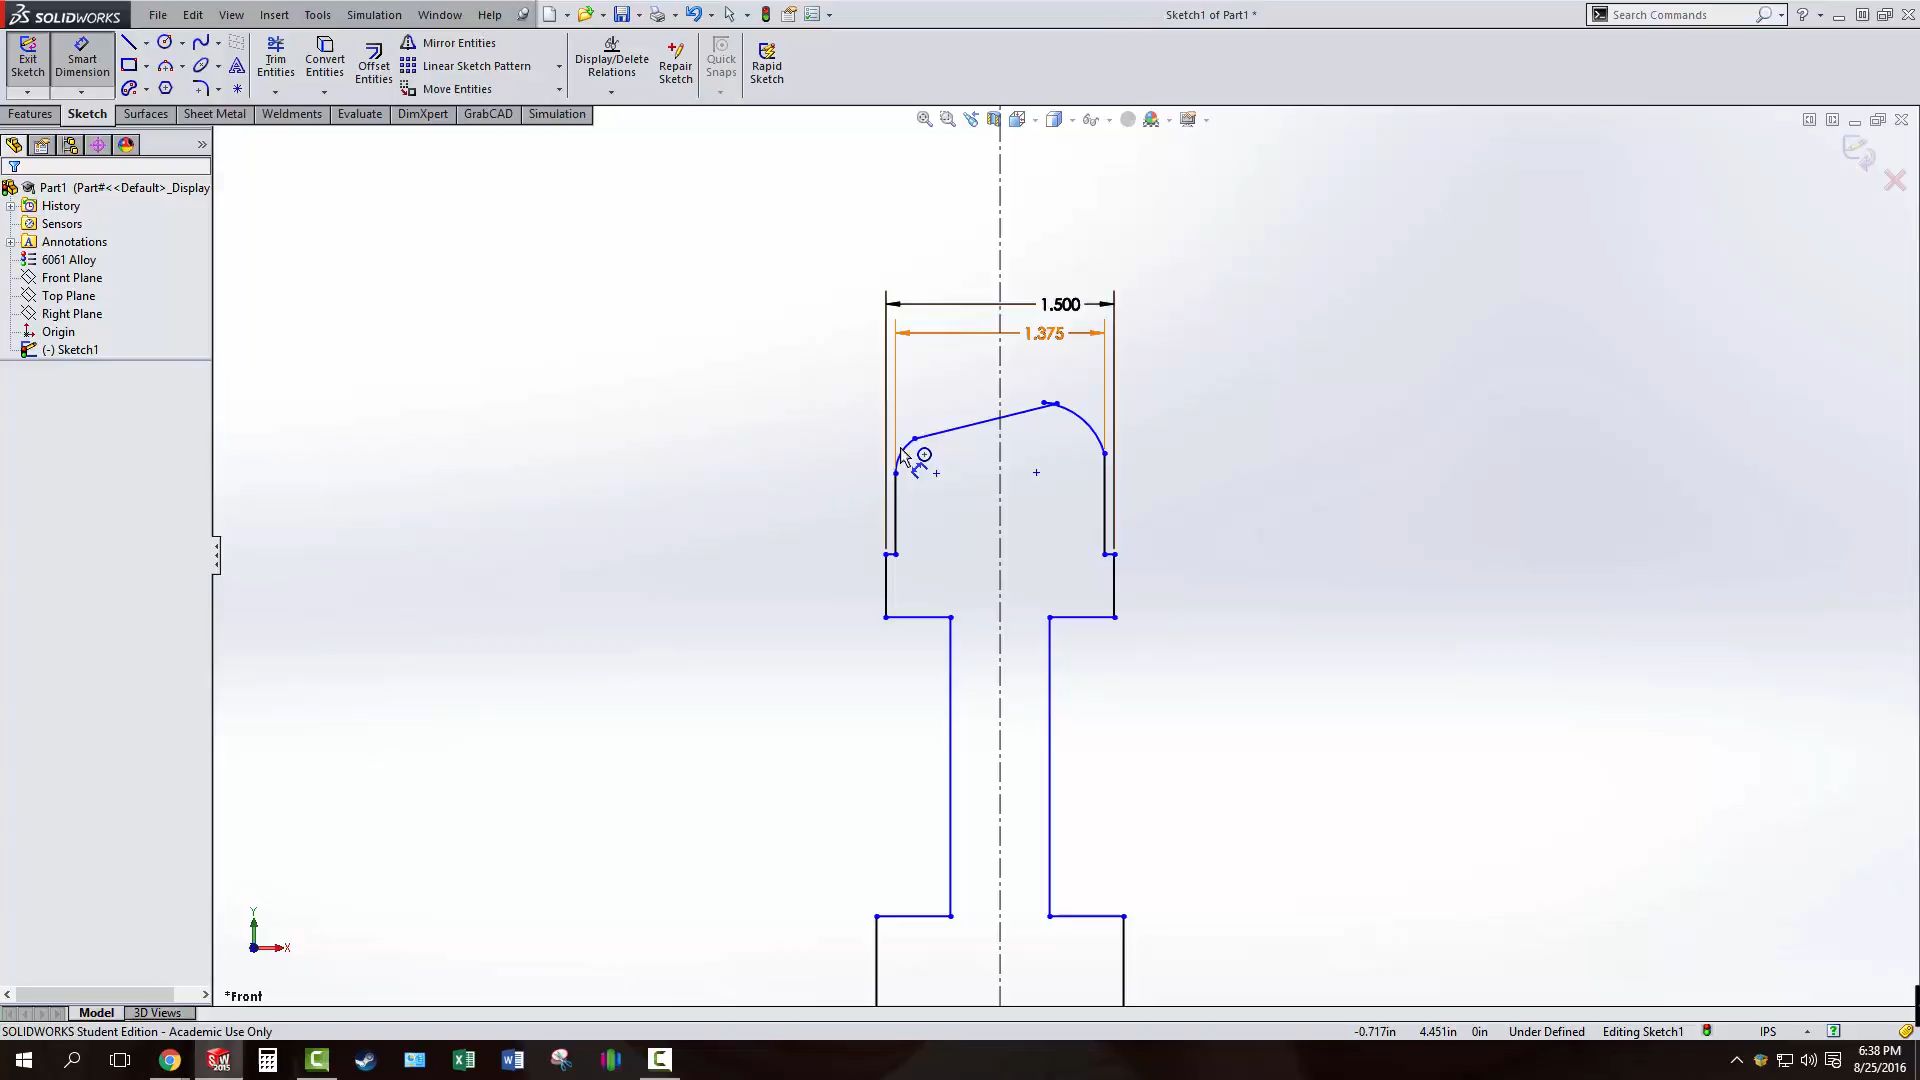 SOLIDWORKS File Edit View Insert Tools Simulation Window Help Sketch1 of Part1 * Search Commands
Exit Sketch
Smart Dimension
Trim Entities
Convert Entities
Offset Entities
Mirror Entities
Linear Sketch Pattern
Move Entities
Display/Delete Relations
Repair Sketch
Quick Snaps
Rapid Sketch
Features Sketch Surfaces Sheet Metal Weldments Evaluate DimXpert GrabCAD Simulation
Part1 (Part#<<Default>_Display
History
Sensors
Annotations
6061 Alloy
Front Plane
Top Plane
Right Plane
Origin
(-) Sketch1
1.500
1.375
Y
X
*Front
Model 3D Views
SOLIDWORKS Student Edition - Academic Use Only -0.717in 4.451in 0in Under Defined Editing Sketch1 IPS
6:38 PM
8/25/2016